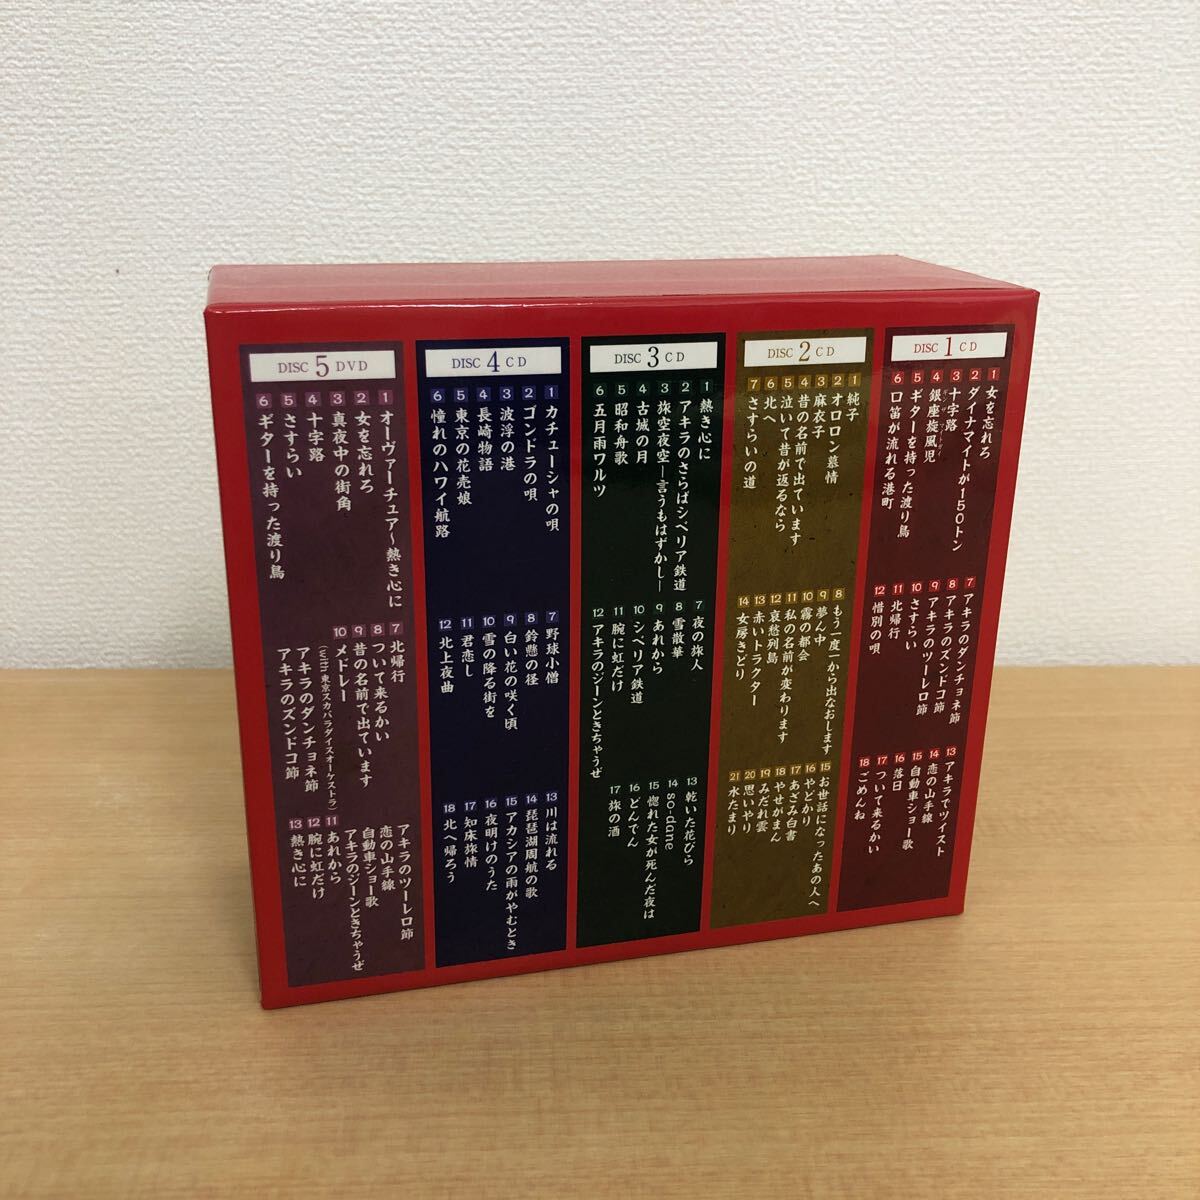 DISC 1 CD
1 女を忘れろ
2 ダイナマイトが150トン
3 十字路
4 銀座旋風児
5 ギターを持った渡り鳥
6 口笛が流れる港町
7 アキラのダンチョネ節
8 アキラのズンドコ節
9 アキラのツーレロ節
10 さすらい
11 北帰行
12 惜別の唄
13 アキラでツイスト
14 恋の山手線
15 自動車ショー歌
16 落日
17 ついて来るかい
18 ごめんね
DISC 2 CD
1 純子
2 オロロン慕情
3 麻衣子
4 昔の名前で出ています
5 泣いて昔が返るなら
6 北へ
7 さすらいの道
8 もう一度一から出なおします
9 夢ん中
10 霧の都会
11 私の名前が変わります
12 哀愁列島
13 赤いトラクター
14 女房きどり
15 お世話になったあの人へ
16 やどかり
17 あざみ白書
18 やせがまん
19 みだれ雲
20 思いやり
21 水たまり
DISC 3 CD
1 熱き心に
2 アキラのさらばシベリア鉄道
3 旅空夜空―言うもはずかし―
4 古城の月
5 昭和舟歌
6 五月雨ワルツ
7 夜の旅人
8 雪散華
9 あれから
10 シベリア鉄道
11 腕に虹だけ
12 アキラのジーンときちゃうぜ
13 乾いた花びら
14 so-dane
15 惚れた女が死んだ夜は
16 どんでん
17 旅の酒
DISC 4 CD
1 カチューシャの唄
2 ゴンドラの唄
3 波浮の港
4 長崎物語
5 東京の花売娘
6 憧れのハワイ航路
7 野球小僧
8 鈴懸の径
9 白い花の咲く頃
10 雪の降る街を
11 君恋し
12 北上夜曲
13 川は流れる
14 琵琶湖周航の歌
15 アカシアの雨がやむとき
16 夜明けのうた
17 知床旅情
18 北へ帰ろう
DISC 5 DVD
1 オーヴァーチュア〜熱き心に
2 女を忘れろ
3 真夜中の街角
4 十字路
5 さすらい
6 ギターを持った渡り鳥
7 北帰行
8 ついて来るかい
9 昔の名前で出ています
10 メドレー
(with 東京スカパラダイスオーケストラ)
アキラのダンチョネ節
アキラのズンドコ節
アキラのツーレロ節
恋の山手線
自動車ショー歌
アキラのジーンときちゃうぜ
11 あれから
12 腕に虹だけ
13 熱き心に